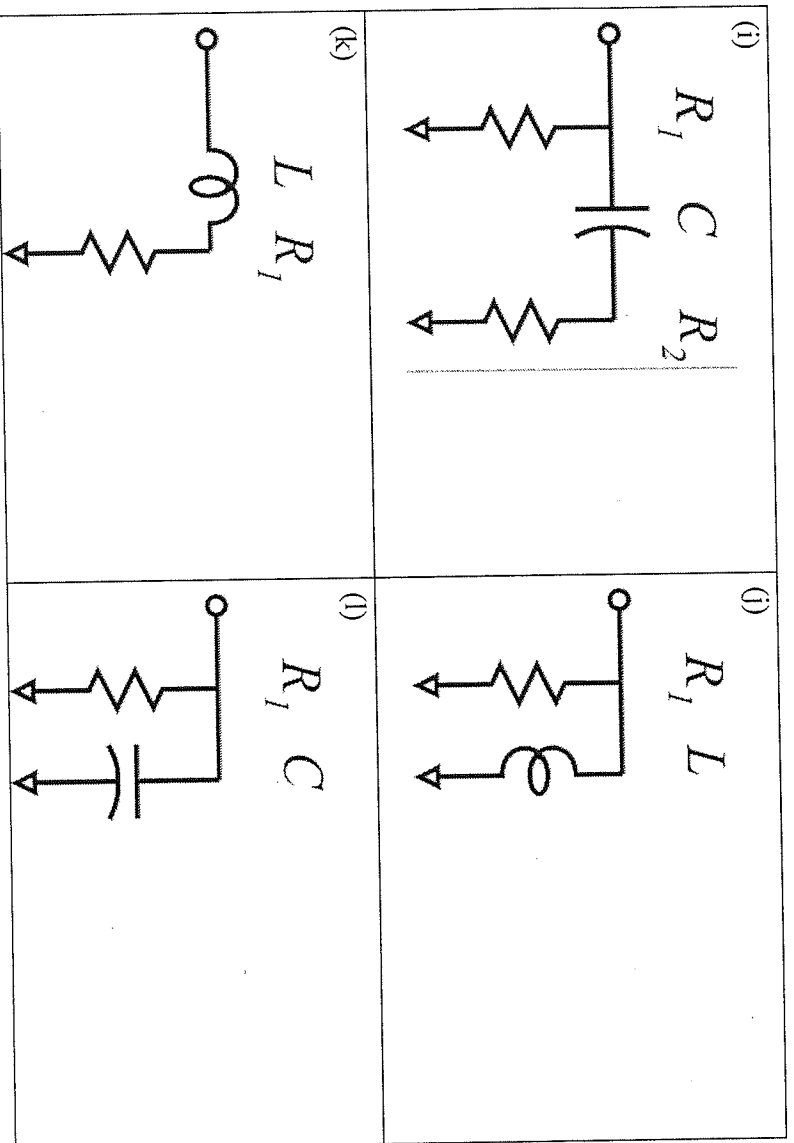 (i)
R₁ C R₂
(j)
R₁ L
(k)
L R₁
(l)
R₁ C